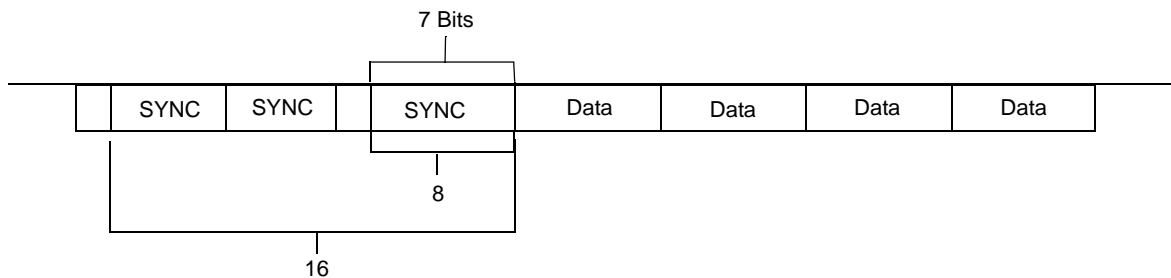 7 Bits
SYNC SYNC SYNC Data Data Data Data
8
16